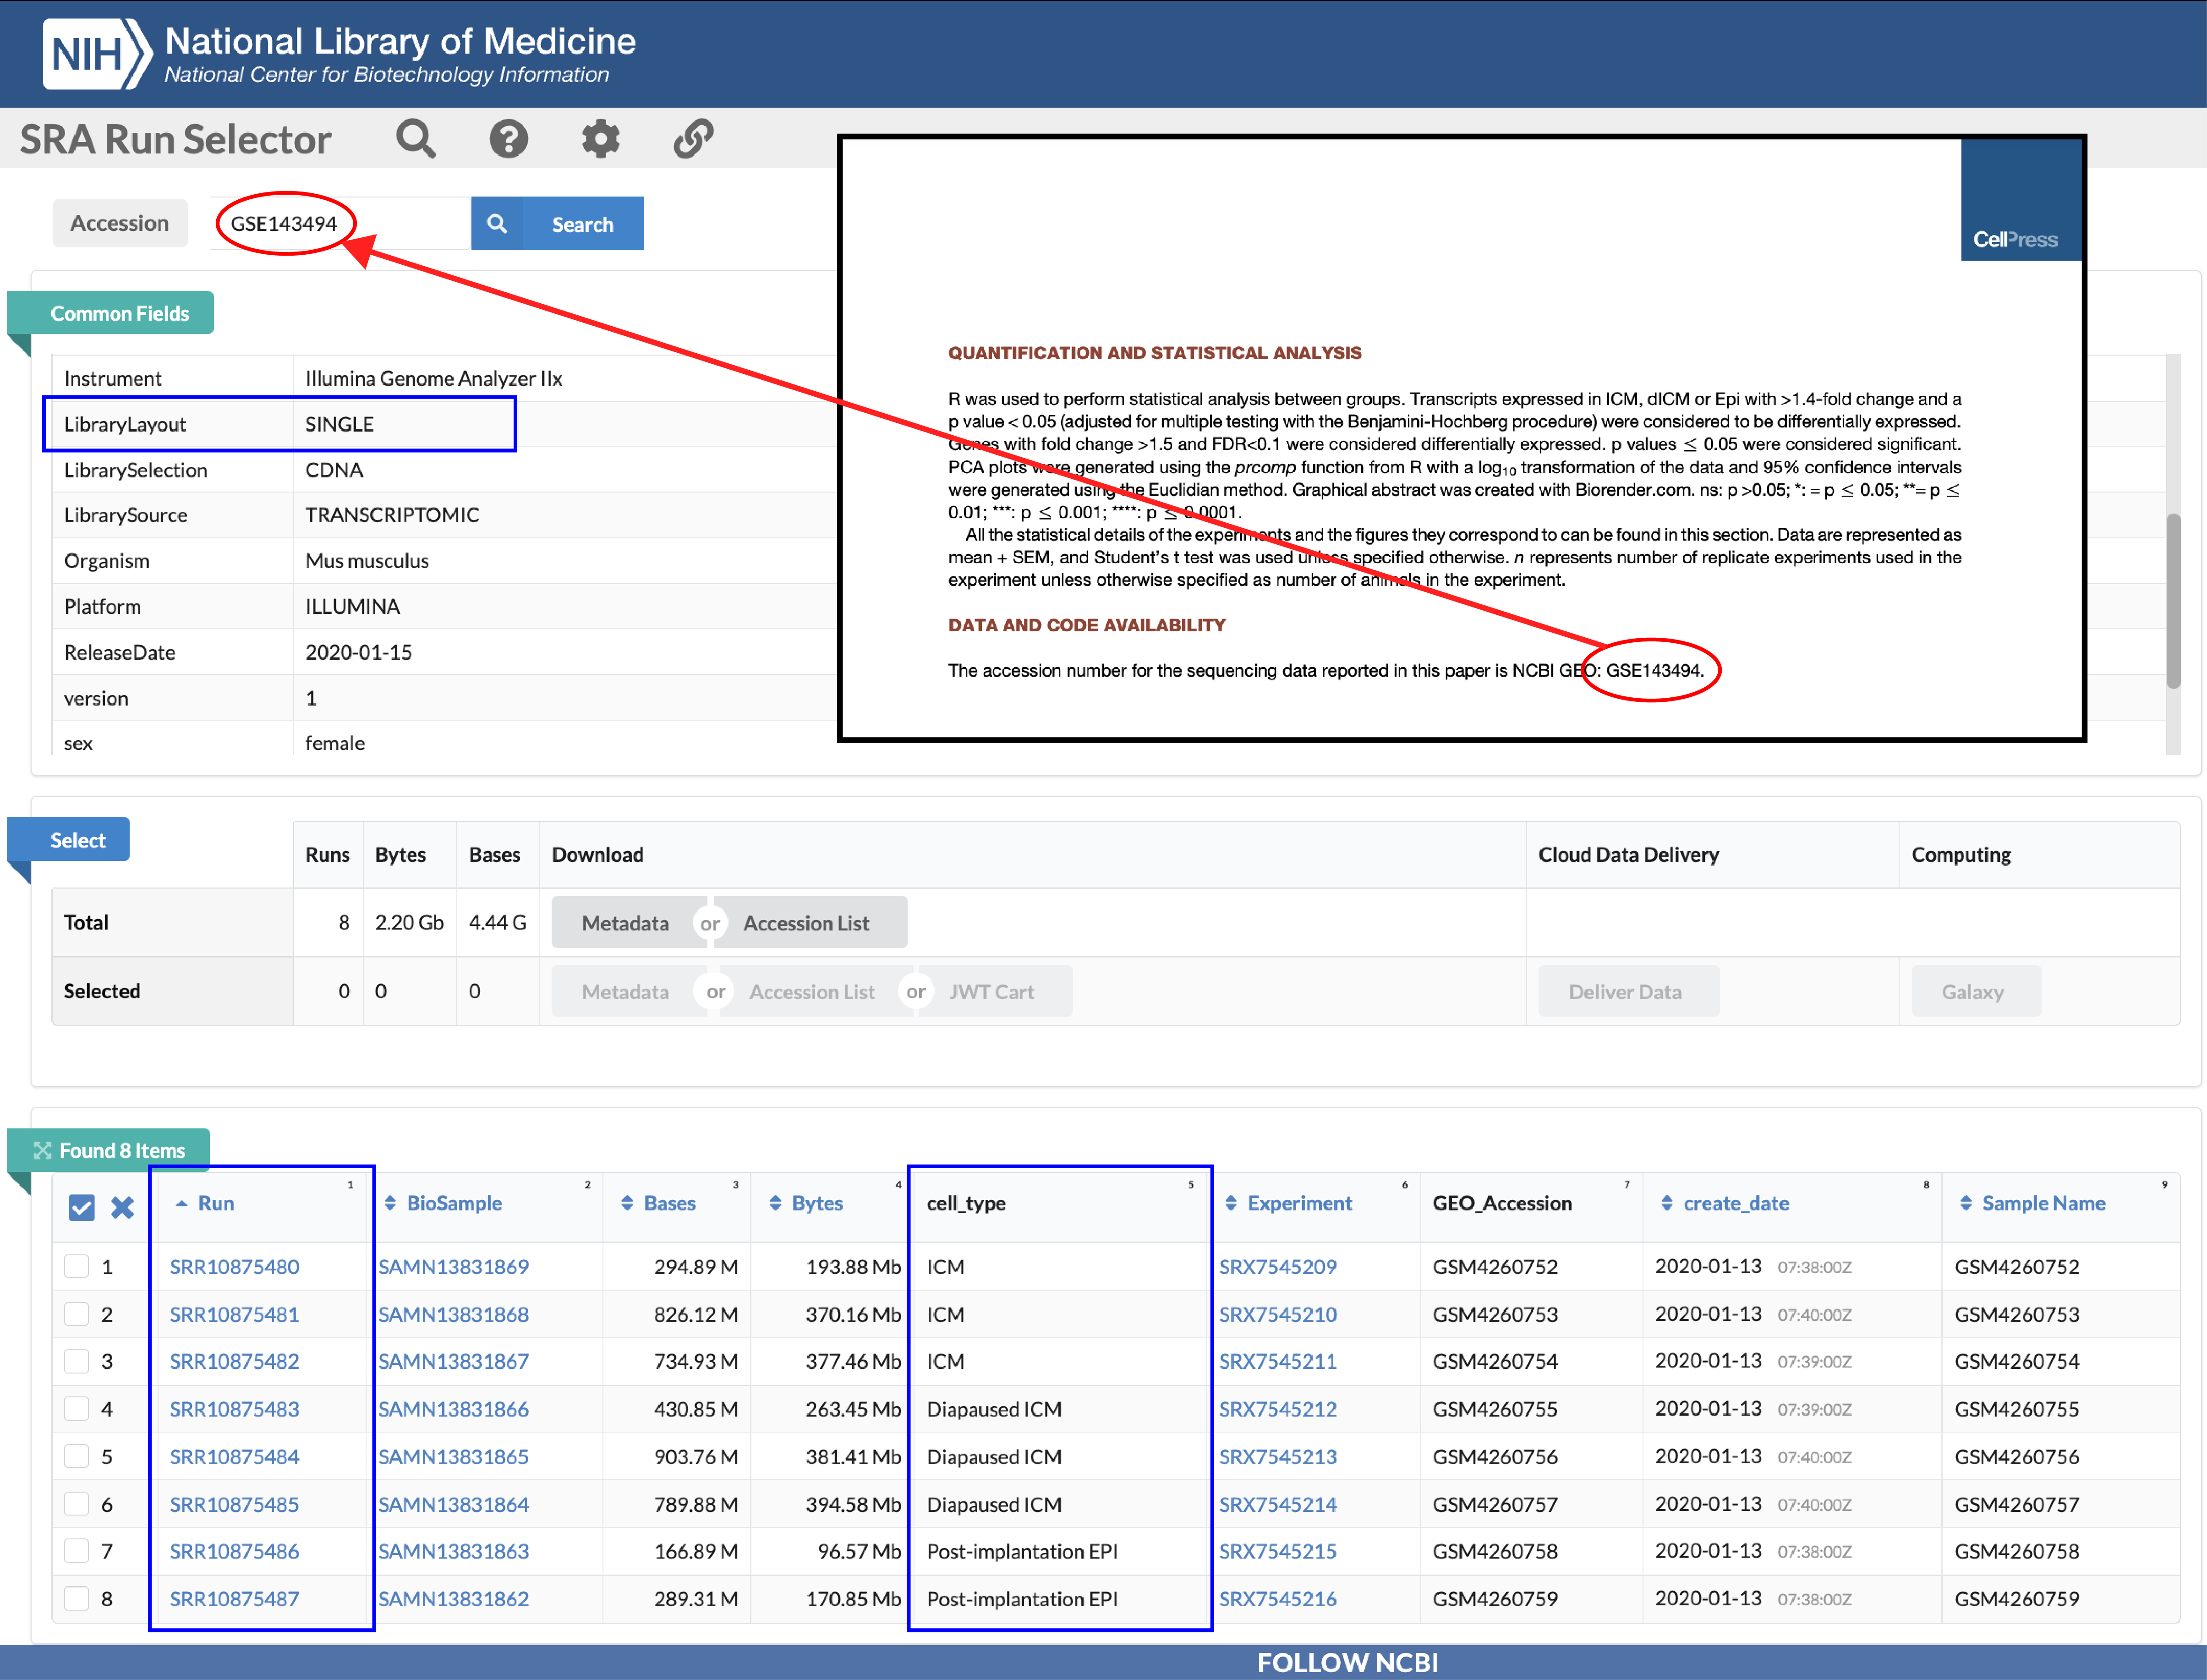 NIH National Library of Medicine
National Center for Biotechnology Information
SRA Run Selector
Accession GSE143494 Search
Common Fields
Instrument Illumina Genome Analyzer IIx
LibraryLayout SINGLE
LibrarySelection CDNA
LibrarySource TRANSCRIPTOMIC
Organism Mus musculus
Platform ILLUMINA
ReleaseDate 2020-01-15
version 1
sex female
CellPress
QUANTIFICATION AND STATISTICAL ANALYSIS
R was used to perform statistical analysis between groups. Transcripts expressed in ICM, dICM or Epi with >1.4-fold change and a
p value < 0.05 (adjusted for multiple testing with the Benjamini-Hochberg procedure) were considered to be differentially expressed.
Genes with fold change >1.5 and FDR<0.1 were considered differentially expressed. p values ≤ 0.05 were considered significant.
PCA plots were generated using the prcomp function from R with a log10 transformation of the data and 95% confidence intervals
were generated using the Euclidian method. Graphical abstract was created with Biorender.com. ns: p >0.05; *: = p ≤ 0.05; **= p ≤
0.01; ***: p ≤ 0.001; ****: p ≤ 0.0001.
All the statistical details of the experiments and the figures they correspond to can be found in this section. Data are represented as
mean + SEM, and Student's t test was used unless specified otherwise. n represents number of replicate experiments used in the
experiment unless otherwise specified as number of animals in the experiment.
DATA AND CODE AVAILABILITY
The accession number for the sequencing data reported in this paper is NCBI GEO: GSE143494.
Select
Runs Bytes Bases Download Cloud Data Delivery Computing
Total 8 2.20 Gb 4.44 G Metadata or Accession List
Selected 0 0 0 Metadata or Accession List or JWT Cart Deliver Data Galaxy
Found 8 Items
Run 1 BioSample 2 Bases 3 Bytes 4 cell_type 5 Experiment 6 GEO_Accession 7 create_date 8 Sample Name 9
1 SRR10875480 SAMN13831869 294.89 M 193.88 Mb ICM SRX7545209 GSM4260752 2020-01-13 07:38:00Z GSM4260752
2 SRR10875481 SAMN13831868 826.12 M 370.16 Mb ICM SRX7545210 GSM4260753 2020-01-13 07:40:00Z GSM4260753
3 SRR10875482 SAMN13831867 734.93 M 377.46 Mb ICM SRX7545211 GSM4260754 2020-01-13 07:39:00Z GSM4260754
4 SRR10875483 SAMN13831866 430.85 M 263.45 Mb Diapaused ICM SRX7545212 GSM4260755 2020-01-13 07:39:00Z GSM4260755
5 SRR10875484 SAMN13831865 903.76 M 381.41 Mb Diapaused ICM SRX7545213 GSM4260756 2020-01-13 07:40:00Z GSM4260756
6 SRR10875485 SAMN13831864 789.88 M 394.58 Mb Diapaused ICM SRX7545214 GSM4260757 2020-01-13 07:40:00Z GSM4260757
7 SRR10875486 SAMN13831863 166.89 M 96.57 Mb Post-implantation EPI SRX7545215 GSM4260758 2020-01-13 07:38:00Z GSM4260758
8 SRR10875487 SAMN13831862 289.31 M 170.85 Mb Post-implantation EPI SRX7545216 GSM4260759 2020-01-13 07:38:00Z GSM4260759
FOLLOW NCBI